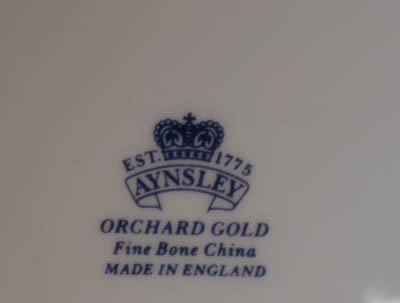 EST. 1775
AYNSLEY
ORCHARD GOLD
Fine Bone China
MADE IN ENGLAND